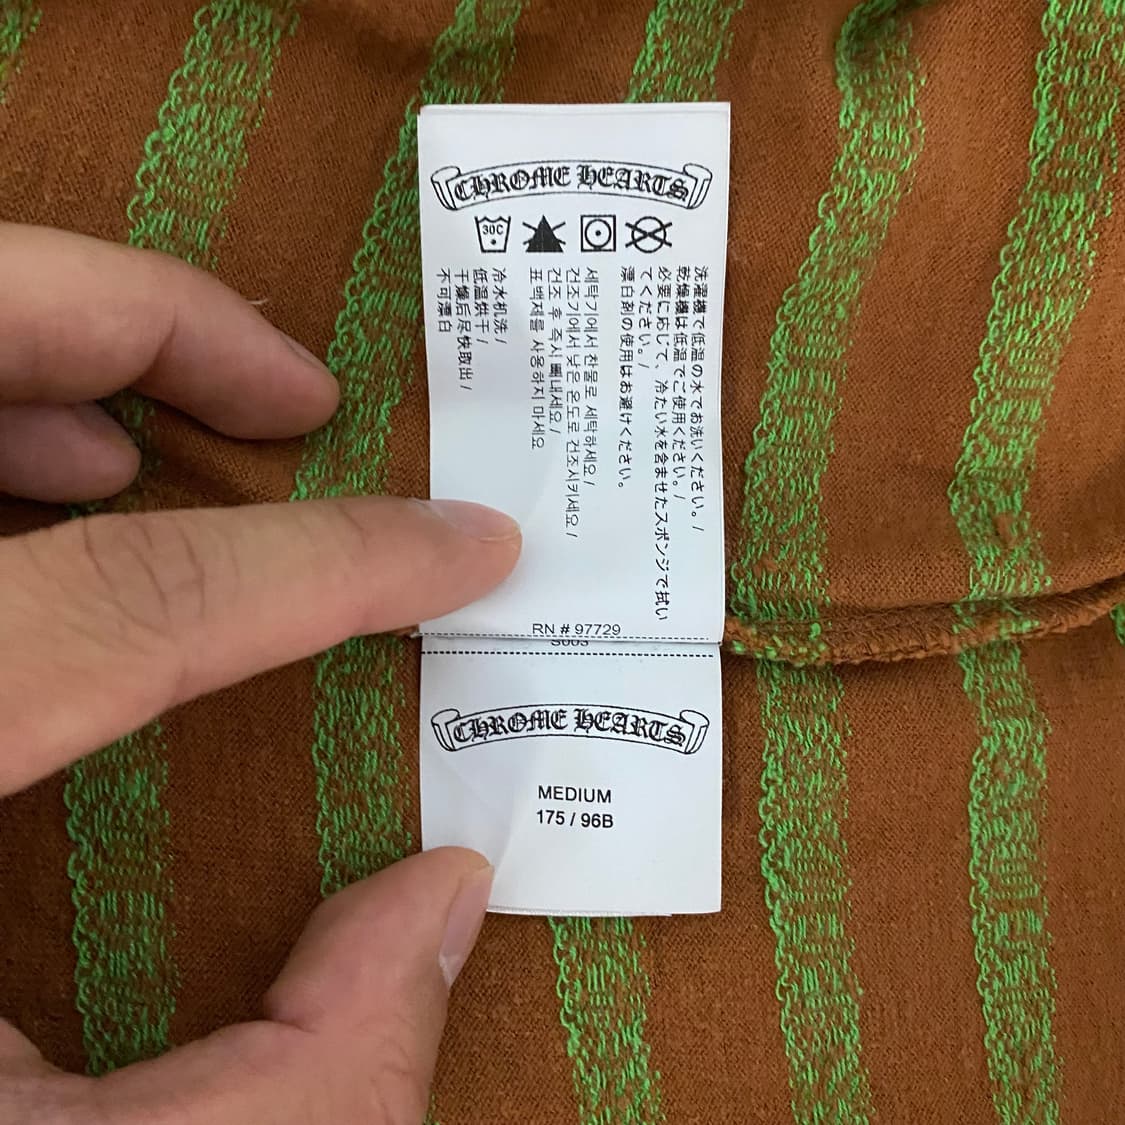 CHROME HEARTS
30C
洗濯機で低温の水でお洗いください。/
乾燥機は低温でご使用ください。/
必要に応じて、冷たい水を含ませたスポンジで拭い
てください。/
漂白剤の使用はお避けください。
세탁기에서 찬물로 세탁하세요 /
건조기에서 낮은 온도로 건조시키세요 /
건조 후 즉시 빼내세요 /
표백제를 사용하지 마세요
冷水机洗 /
低温烘干 /
干燥后尽快取出 /
不可漂白
RN # 97729
CHROME HEARTS
MEDIUM
175 / 96B